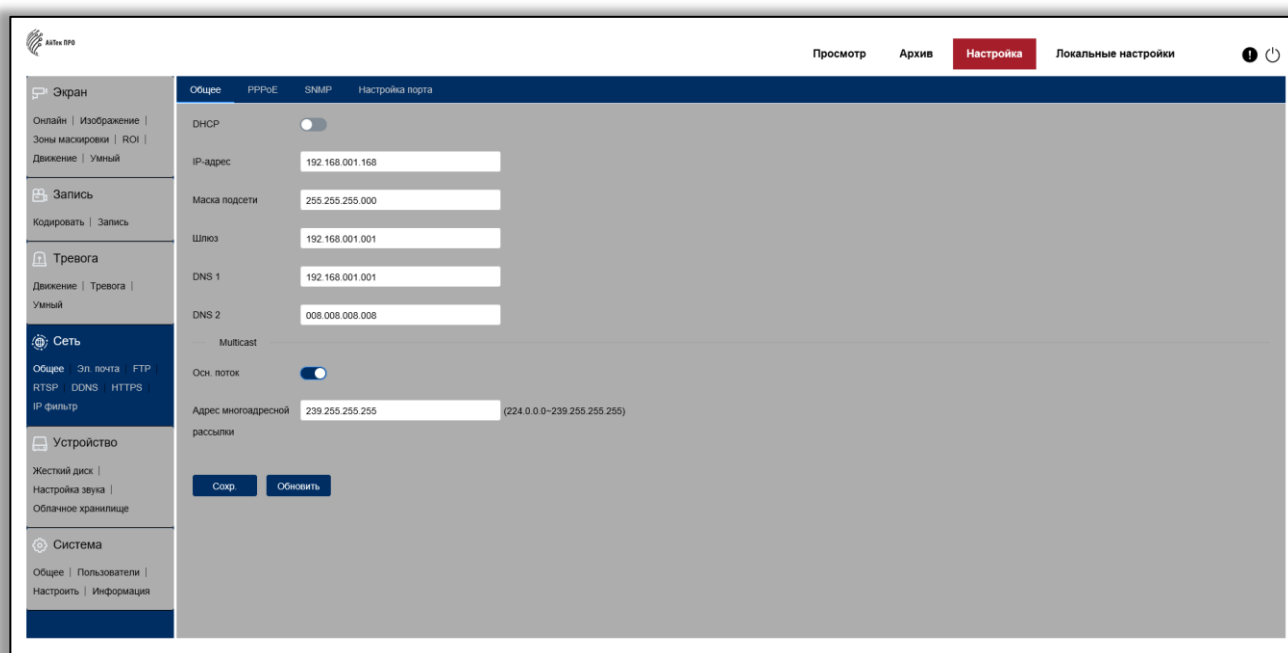 АйТек ПРО
Просмотр Архив Настройка Локальные настройки
Экран
Онлайн | Изображение |
Зоны маскировки | ROI |
Движение | Умный
Запись
Кодировать | Запись
Тревога
Движение | Тревога |
Умный
Сеть
Общее | Эл. почта | FTP |
RTSP | DDNS | HTTPS |
IP фильтр
Устройство
Жесткий диск |
Настройка звука |
Облачное хранилище
Система
Общее | Пользователи |
Настроить | Информация
Общее PPPoE SNMP Настройка порта
DHCP
IP-адрес 192.168.001.168
Маска подсети 255.255.255.000
Шлюз 192.168.001.001
DNS 1 192.168.001.001
DNS 2 008.008.008.008
Multicast
Осн. поток
Адрес многоадресной 239.255.255.255 (224.0.0.0~239.255.255.255)
рассылки
Сохр. Обновить